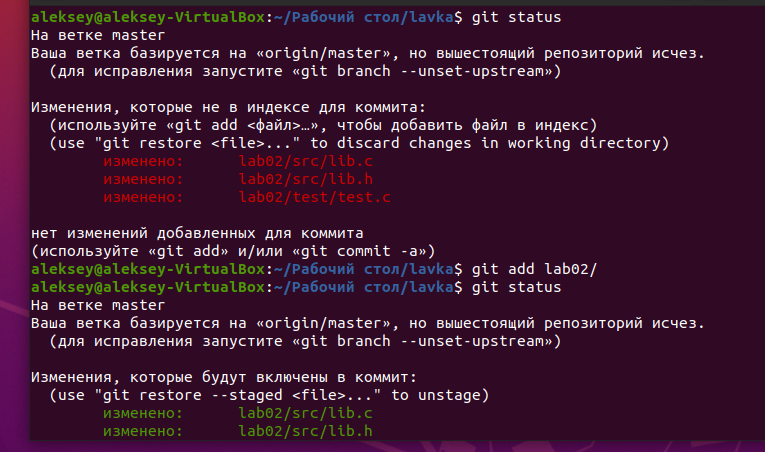 aleksey@aleksey-VirtualBox:~/Рабочий стол/lavka$ git status
На ветке master
Ваша ветка базируется на «origin/master», но вышестоящий репозиторий исчез.
  (для исправления запустите «git branch --unset-upstream»)

Изменения, которые не в индексе для коммита:
  (используйте «git add <файл>…», чтобы добавить файл в индекс)
  (use "git restore <file>..." to discard changes in working directory)
        изменено:      lab02/src/lib.c
        изменено:      lab02/src/lib.h
        изменено:      lab02/test/test.c

нет изменений добавленных для коммита
(используйте «git add» и/или «git commit -a»)
aleksey@aleksey-VirtualBox:~/Рабочий стол/lavka$ git add lab02/
aleksey@aleksey-VirtualBox:~/Рабочий стол/lavka$ git status
На ветке master
Ваша ветка базируется на «origin/master», но вышестоящий репозиторий исчез.
  (для исправления запустите «git branch --unset-upstream»)

Изменения, которые будут включены в коммит:
  (use "git restore --staged <file>..." to unstage)
        изменено:      lab02/src/lib.c
        изменено:      lab02/src/lib.h